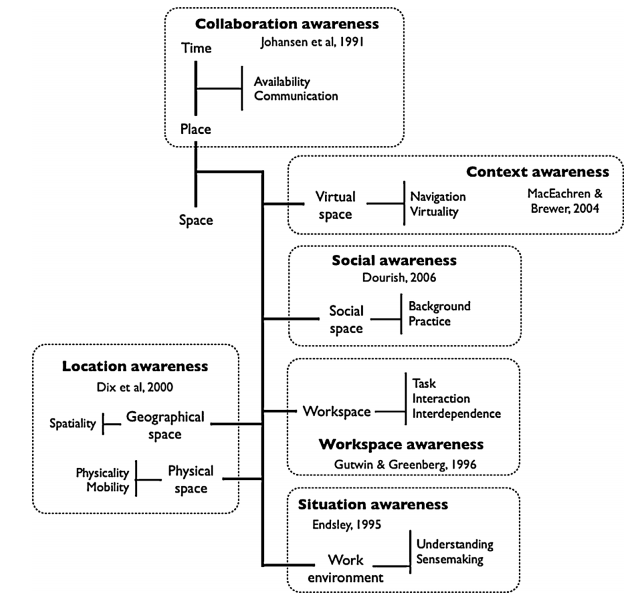 Collaboration awareness
Johansen et al, 1991
Time
Availability
Communication
Place
Space
Context awareness
MacEachren &
Brewer, 2004
Virtual
space
Navigation
Virtuality
Social awareness
Dourish, 2006
Social
space
Background
Practice
Location awareness
Dix et al, 2000
Spatiality
Geographical
space
Physicality
Mobility
Physical
space
Workspace
Task
Interaction
Interdependence
Workspace awareness
Gutwin & Greenberg, 1996
Situation awareness
Endsley, 1995
Work
environment
Understanding
Sensemaking